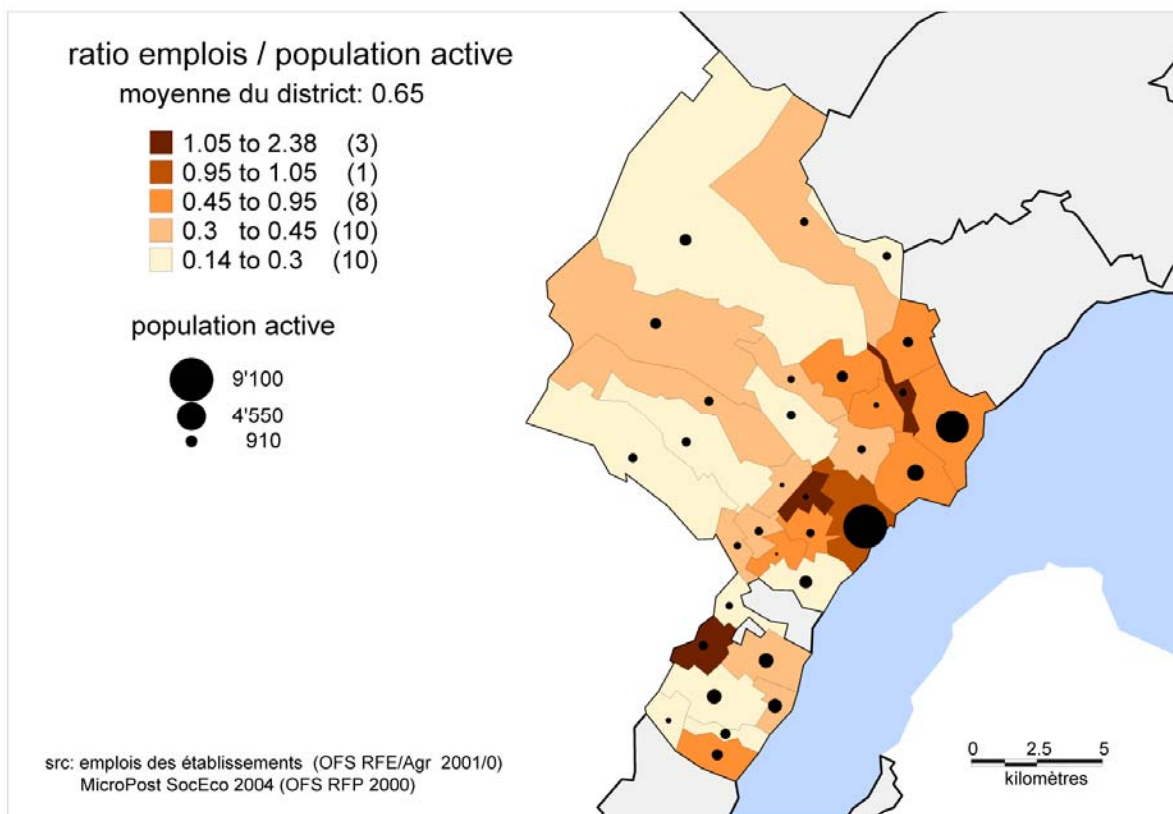 ratio emplois / population active
moyenne du district: 0.65
1.05 to 2.38 (3)
0.95 to 1.05 (1)
0.45 to 0.95 (8)
0.3 to 0.45 (10)
0.14 to 0.3 (10)
population active
9'100
4'550
910
src: emplois des établissements (OFS RFE/Agr 2001/0)
MicroPost SocEco 2004 (OFS RFP 2000)
0 2.5 5
kilomètres